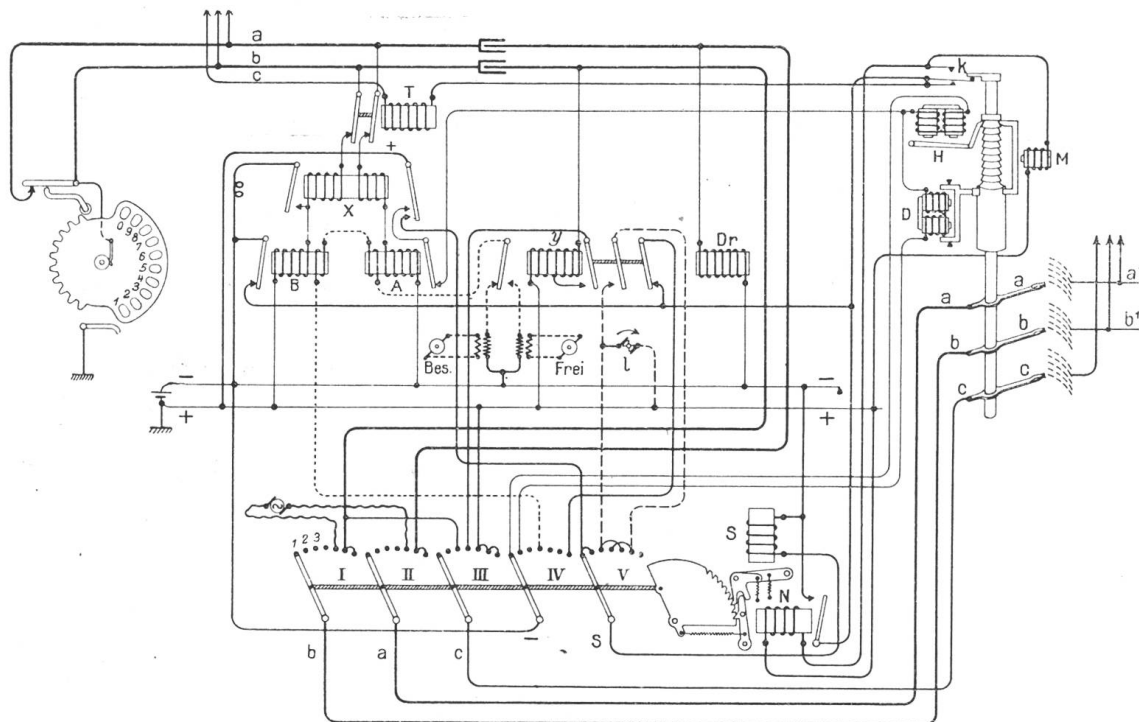 a
b
c
T
+
k
H
M
X
D
0 9 8 7 6 5 4 3 2 1
B
A
y
Dr
a
a
a
b
b
b'
c
c
Bes.
Frei
l
−
−
+
+
1 2 3
I
II
III
IV
V
S
N
b
a
c
−
S